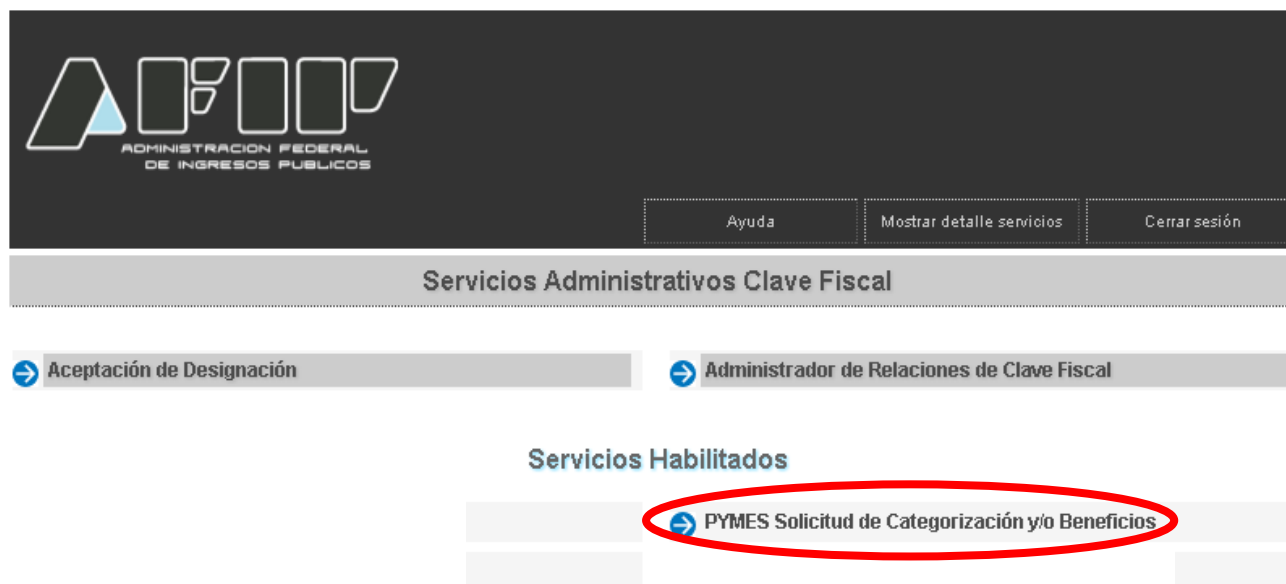 AFIP
ADMINISTRACION FEDERAL
DE INGRESOS PUBLICOS
Ayuda
Mostrar detalle servicios
Cerrar sesión
Servicios Administrativos Clave Fiscal
Aceptación de Designación
Administrador de Relaciones de Clave Fiscal
Servicios Habilitados
PYMES Solicitud de Categorización y/o Beneficios